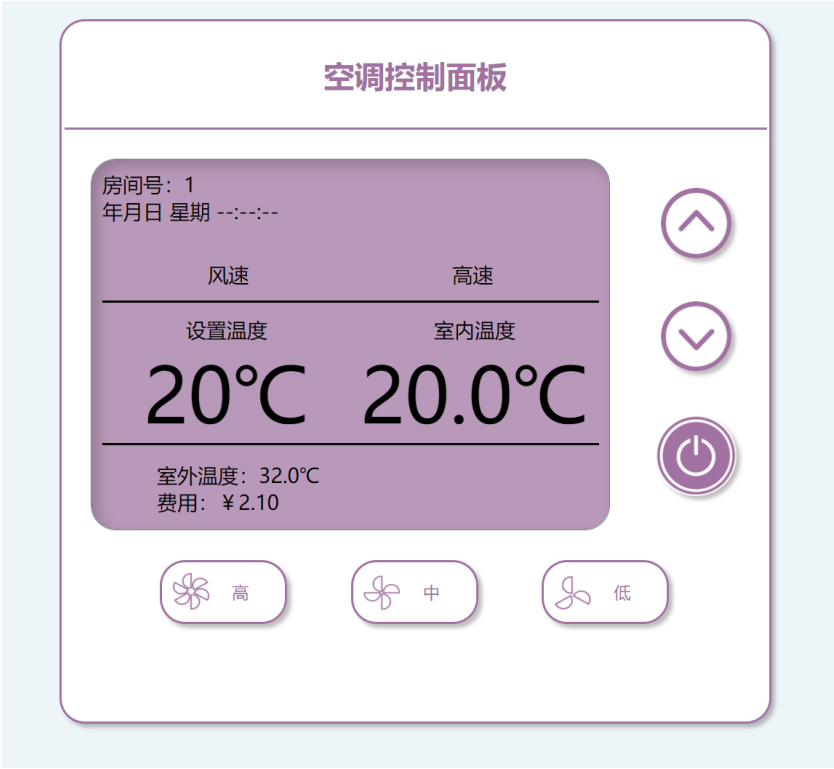 空调控制面板
房间号：1
年月日 星期 --:--:--
风速 高速
设置温度 室内温度
20℃ 20.0℃
室外温度：32.0℃
费用：￥2.10
高 中 低